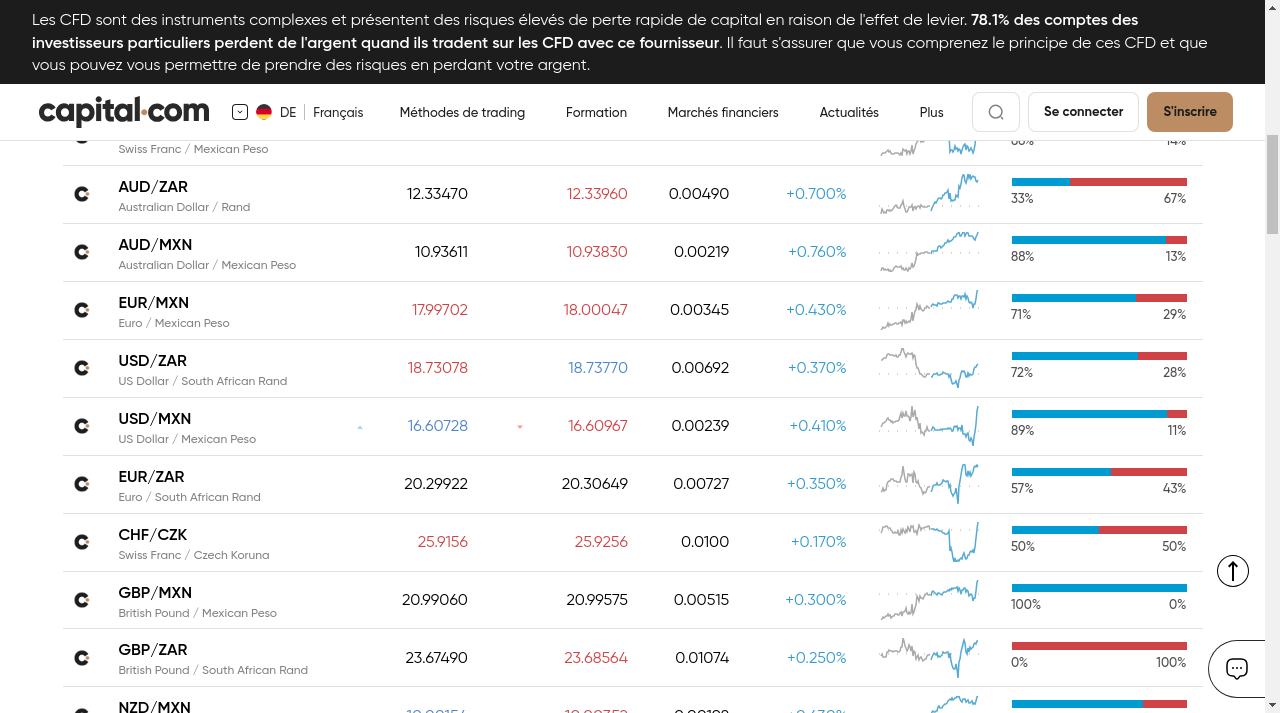 Les CFD sont des instruments complexes et présentent des risques élevés de perte rapide de capital en raison de l'effet de levier. 78.1% des comptes des
investisseurs particuliers perdent de l'argent quand ils tradent sur les CFD avec ce fournisseur. Il faut s'assurer que vous comprenez le principe de ces CFD et que
vous pouvez vous permettre de prendre des risques en perdant votre argent.
capital.com DE Français Méthodes de trading Formation Marchés financiers Actualités Plus Se connecter S'inscrire
Swiss Franc / Mexican Peso 14%
AUD/ZAR 12.33470 12.33960 0.00490 +0.700% 33% 67%
Australian Dollar / Rand
AUD/MXN 10.93611 10.93830 0.00219 +0.760% 88% 13%
Australian Dollar / Mexican Peso
EUR/MXN 17.99702 18.00047 0.00345 +0.430% 71% 29%
Euro / Mexican Peso
USD/ZAR 18.73078 18.73770 0.00692 +0.370% 72% 28%
US Dollar / South African Rand
USD/MXN 16.60728 16.60967 0.00239 +0.410% 89% 11%
US Dollar / Mexican Peso
EUR/ZAR 20.29922 20.30649 0.00727 +0.350% 57% 43%
Euro / South African Rand
CHF/CZK 25.9156 25.9256 0.0100 +0.170% 50% 50%
Swiss Franc / Czech Koruna
GBP/MXN 20.99060 20.99575 0.00515 +0.300% 100% 0%
British Pound / Mexican Peso
GBP/ZAR 23.67490 23.68564 0.01074 +0.250% 0% 100%
British Pound / South African Rand
NZD/MXN